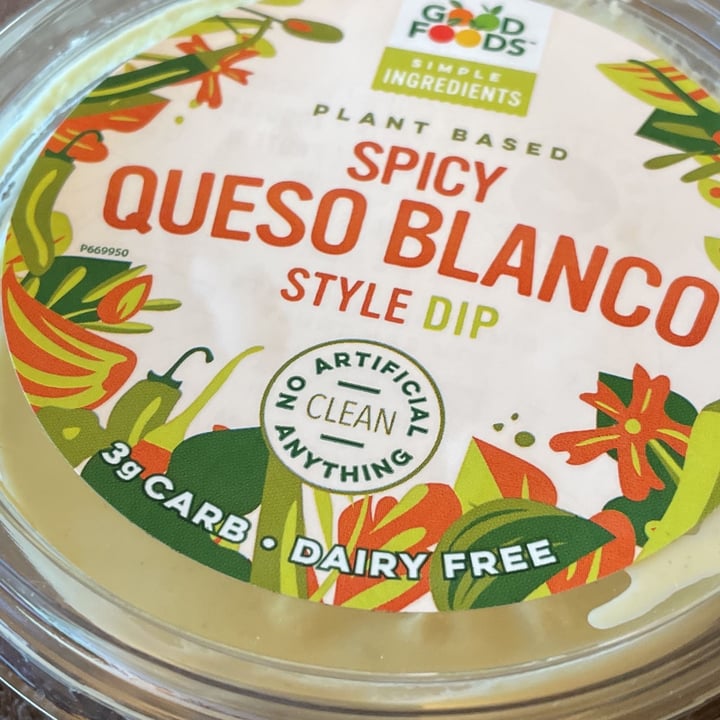 GOOD
FOODS™
SIMPLE
INGREDIENTS
PLANT BASED
SPICY
QUESO BLANCO
STYLE DIP
P669950
NO ARTIFICIAL
CLEAN
ANYTHING
3g CARB • DAIRY FREE